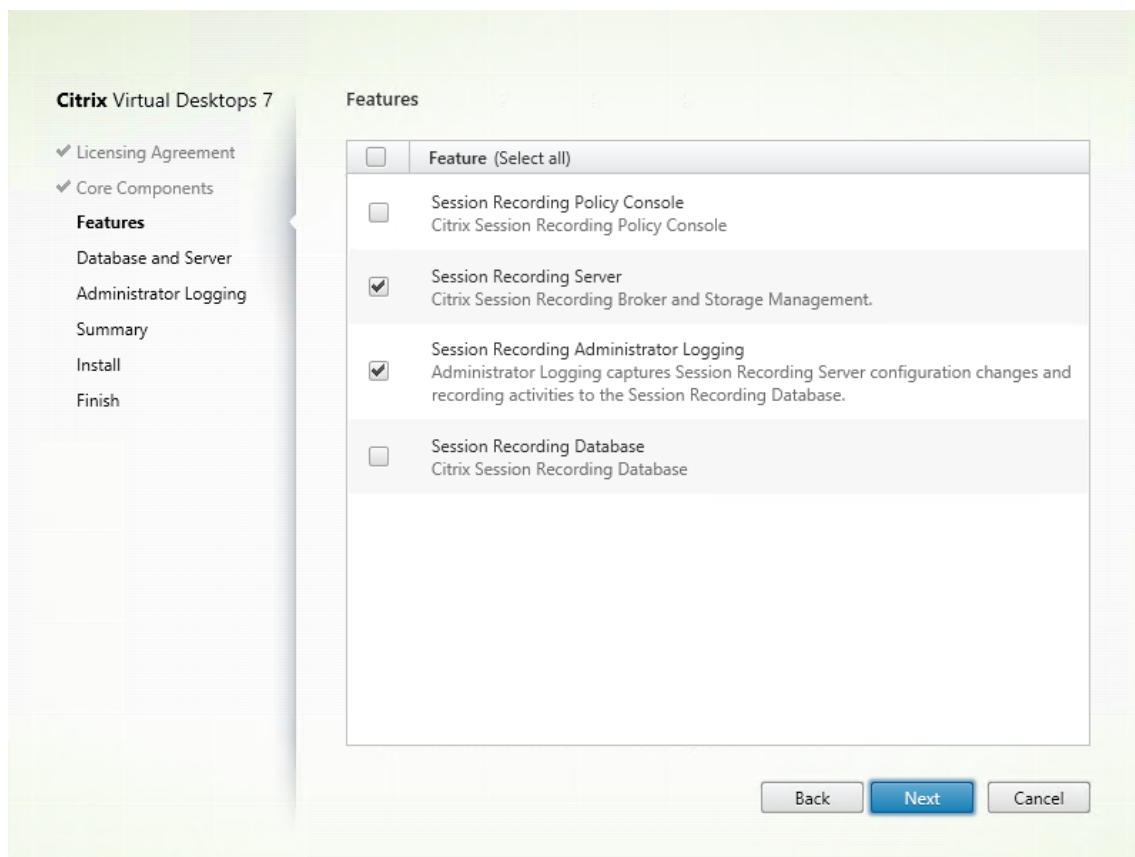 Citrix Virtual Desktops 7
Licensing Agreement
Core Components
Features
Database and Server
Administrator Logging
Summary
Install
Finish
Features
Feature (Select all)
Session Recording Policy Console
Citrix Session Recording Policy Console
Session Recording Server
Citrix Session Recording Broker and Storage Management.
Session Recording Administrator Logging
Administrator Logging captures Session Recording Server configuration changes and
recording activities to the Session Recording Database.
Session Recording Database
Citrix Session Recording Database
Back
Next
Cancel